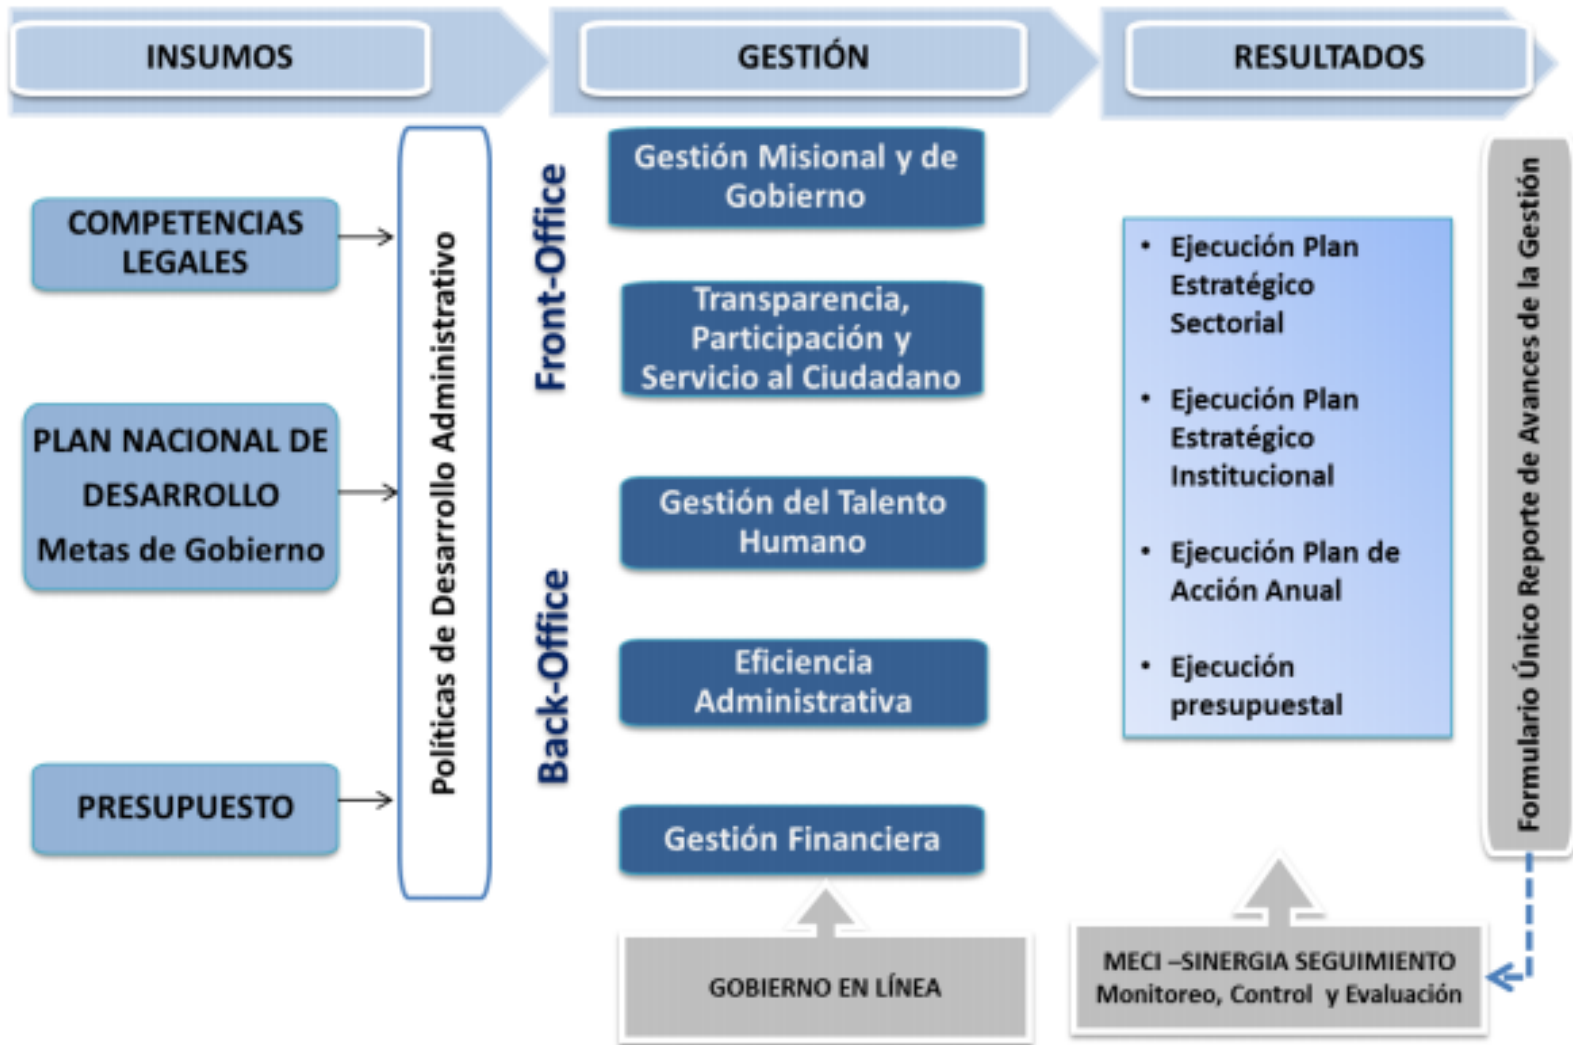 INSUMOS
GESTIÓN
RESULTADOS
COMPETENCIAS
LEGALES
PLAN NACIONAL DE
DESARROLLO
Metas de Gobierno
PRESUPUESTO
Políticas de Desarrollo Administrativo
Front-Office
Back-Office
Gestión Misional y de
Gobierno
Transparencia,
Participación y
Servicio al Ciudadano
Gestión del Talento
Humano
Eficiencia
Administrativa
Gestión Financiera
GOBIERNO EN LÍNEA
• Ejecución Plan
Estratégico
Sectorial
• Ejecución Plan
Estratégico
Institucional
• Ejecución Plan de
Acción Anual
• Ejecución
presupuestal
MECI –SINERGIA SEGUIMIENTO
Monitoreo, Control y Evaluación
Formulario Único Reporte de Avances de la Gestión